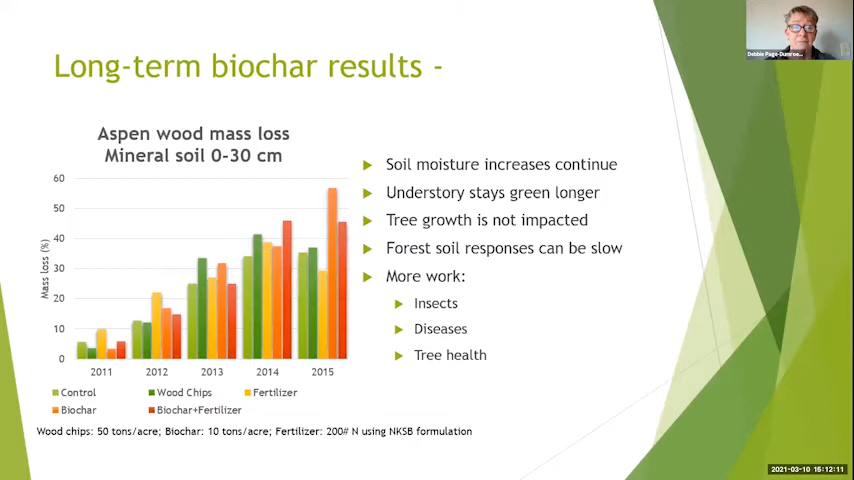 Debbie Page-Dumroe...
Long-term biochar results -
Aspen wood mass loss
Mineral soil 0-30 cm
60
50
40
30
20
10
0
Mass loss (%)
2011 2012 2013 2014 2015
Control Wood Chips Fertilizer
Biochar Biochar+Fertilizer
Wood chips: 50 tons/acre; Biochar: 10 tons/acre; Fertilizer: 200# N using NKSB formulation
Soil moisture increases continue
Understory stays green longer
Tree growth is not impacted
Forest soil responses can be slow
More work:
Insects
Diseases
Tree health
2021-03-10 15:12:11